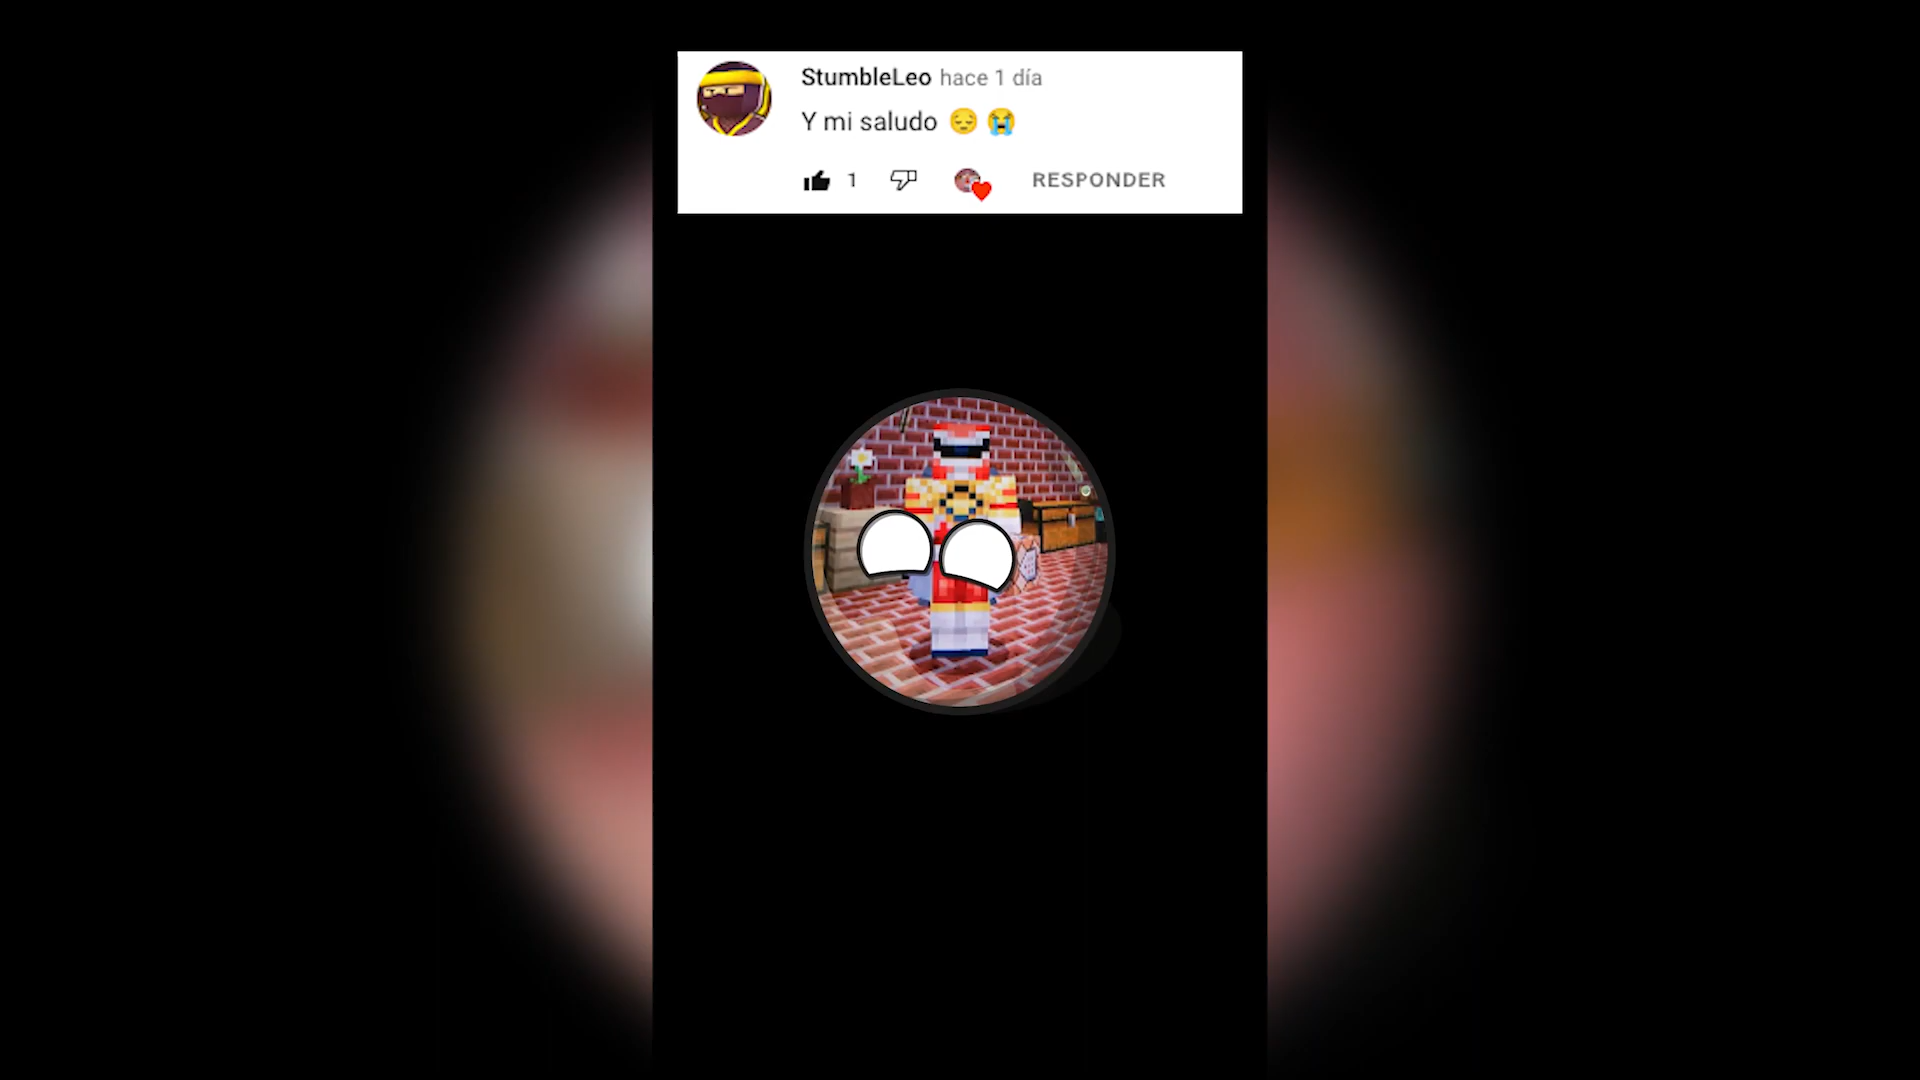 StumbleLeo hace 1 día
Y mi saludo 😔 😭
1 RESPONDER